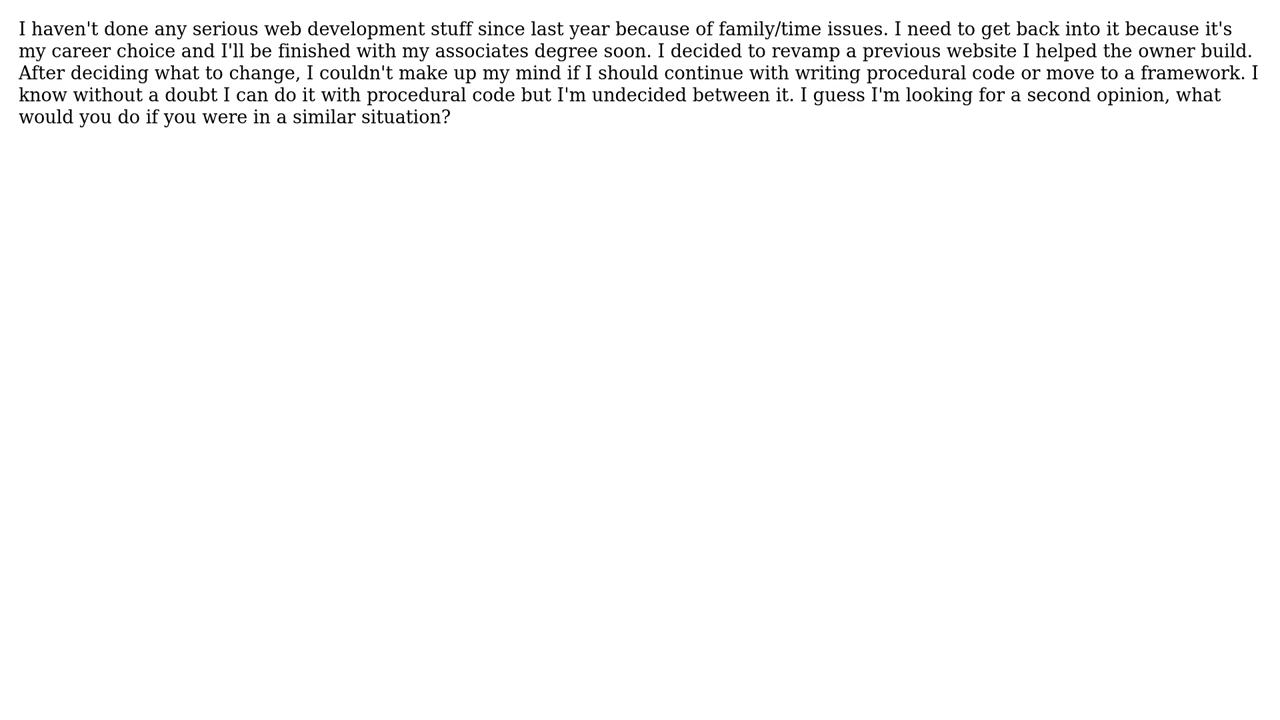 I haven't done any serious web development stuff since last year because of family/time issues. I need to get back into it because it's
my career choice and I'll be finished with my associates degree soon. I decided to revamp a previous website I helped the owner build.
After deciding what to change, I couldn't make up my mind if I should continue with writing procedural code or move to a framework. I
know without a doubt I can do it with procedural code but I'm undecided between it. I guess I'm looking for a second opinion, what
would you do if you were in a similar situation?